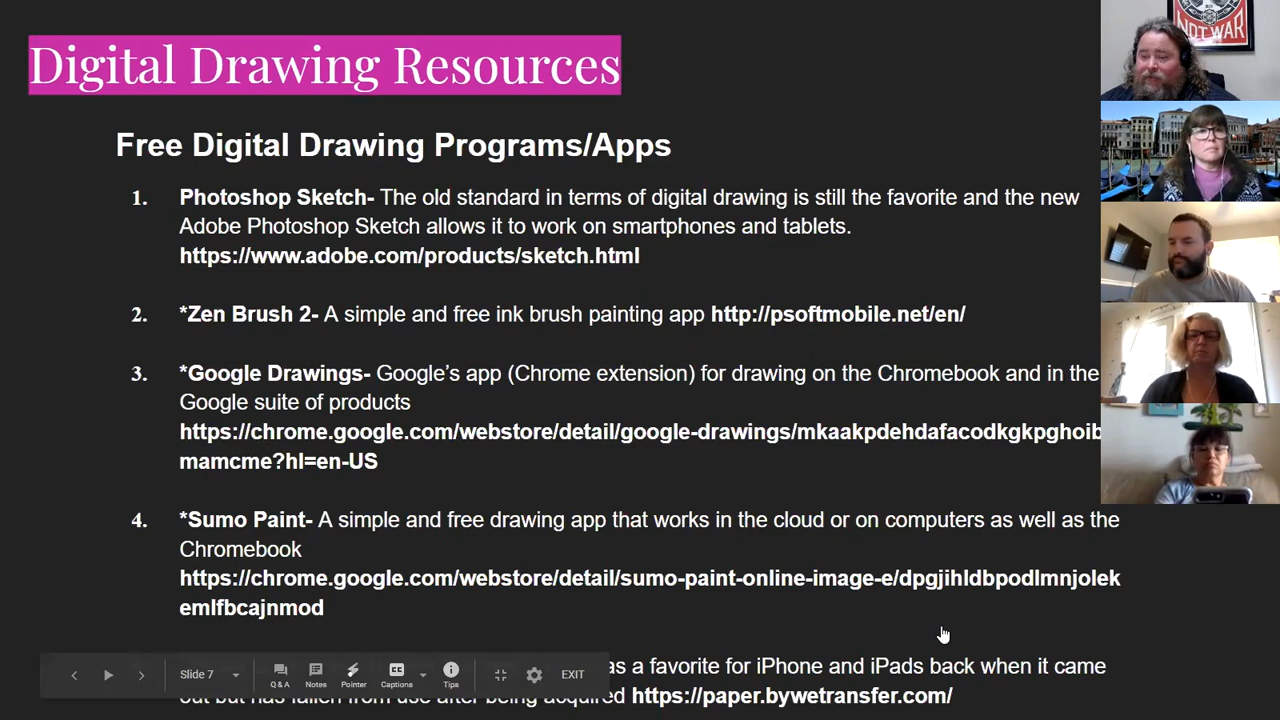 Digital Drawing Resources
NOT WAR
Free Digital Drawing Programs/Apps
1. Photoshop Sketch- The old standard in terms of digital drawing is still the favorite and the new
Adobe Photoshop Sketch allows it to work on smartphones and tablets.
https://www.adobe.com/products/sketch.html
2. *Zen Brush 2- A simple and free ink brush painting app http://psoftmobile.net/en/
3. *Google Drawings- Google's app (Chrome extension) for drawing on the Chromebook and in the
Google suite of products
https://chrome.google.com/webstore/detail/google-drawings/mkaakpdehdafacodkgkpghoib
mamcme?hl=en-US
4. *Sumo Paint- A simple and free drawing app that works in the cloud or on computers as well as the
Chromebook
https://chrome.google.com/webstore/detail/sumo-paint-online-image-e/dpgjihldbpodlmnjolek
emlfbcajnmod
as a favorite for iPhone and iPads back when it came
https://paper.bywetransfer.com/
Slide 7
Q & A
Notes
Pointer
CC
Captions
Tips
EXIT